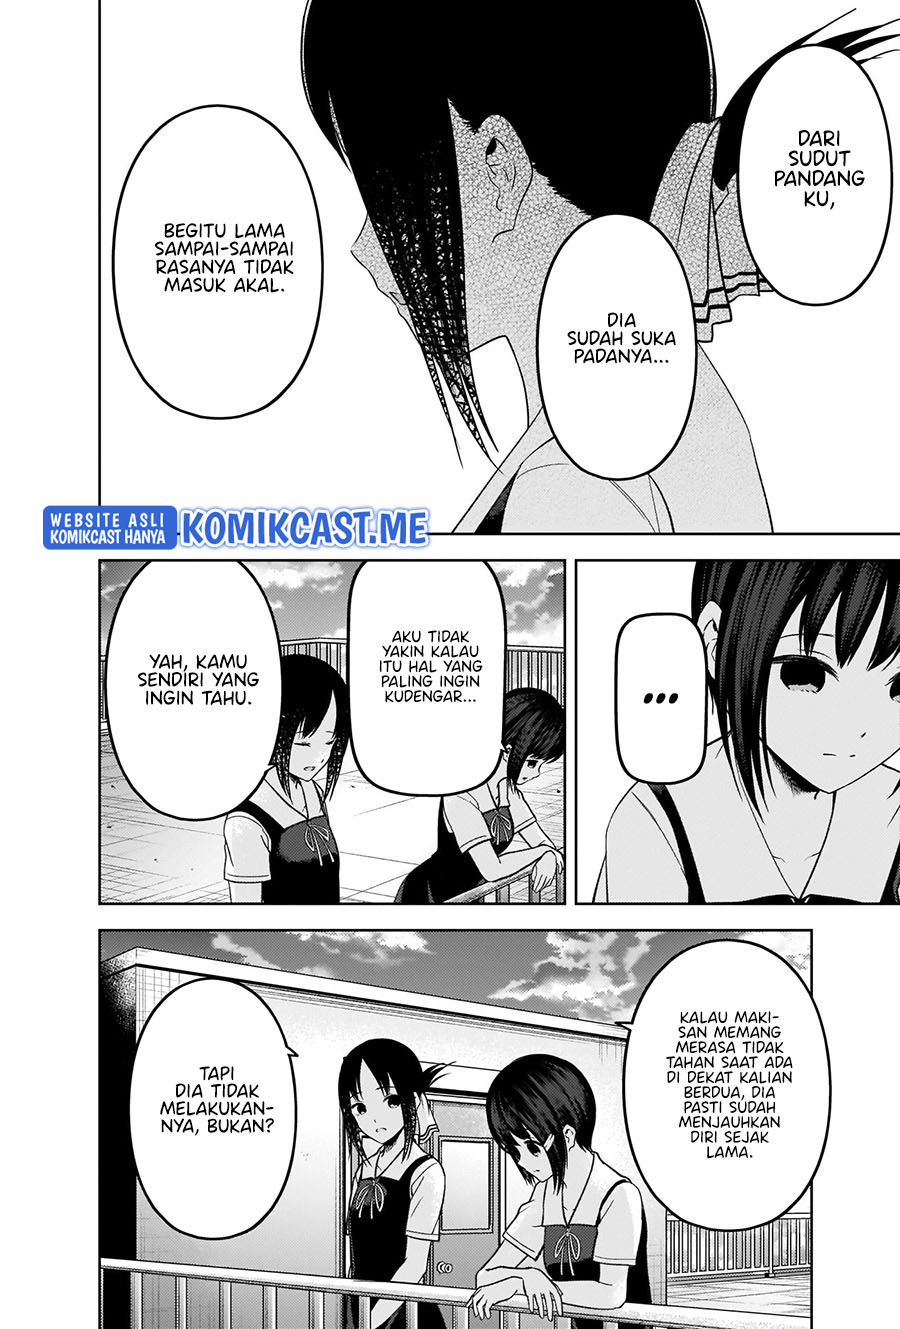 DARI
SUDUT
PANDANG
KU,
DIA
SUDAH SUKA
PADANYA...
BEGITU LAMA
SAMPAI-SAMPAI
RASANYA TIDAK
MASUK AKAL.
WEBSITE ASLI
KOMIKCAST HANYA
KOMIKCAST.ME
...
AKU TIDAK
YAKIN KALAU
ITU HAL YANG
PALING INGIN
KUDENGAR...
YAH, KAMU
SENDIRI YANG
INGIN TAHU.
KALAU MAKI-
SAN MEMANG
MERASA TIDAK
TAHAN SAAT ADA
DI DEKAT KALIAN
BERDUA, DIA
PASTI SUDAH
MENJAUHKAN
DIRI SEJAK
LAMA.
TAPI
DIA TIDAK
MELAKUKAN-
NYA, BUKAN?